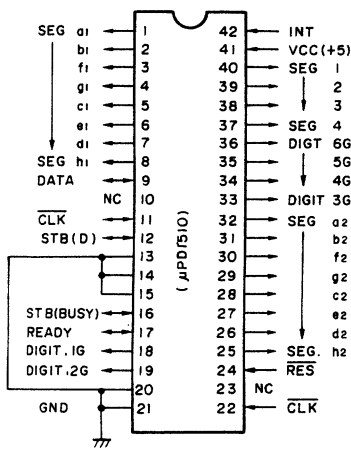 SEG a1 1 42 INT
b1 2 41 VCC(+5)
f1 3 40 SEG 1
g1 4 39 2
c1 5 38 3
e1 6 37 SEG 4
d1 7 36 DIGT 6G
SEG h1 8 35 5G
DATA 9 34 4G
NC 10 33 DIGIT 3G
CLK 11 32 SEG a2
STB(D) 12 31 b2
13 30 f2
14 29 g2
15 28 c2
STB(BUSY) 16 27 e2
READY 17 26 d2
DIGIT.1G 18 25 SEG. h2
DIGIT.2G 19 24 RES
20 23 NC
GND 21 22 CLK
(μPD7510)